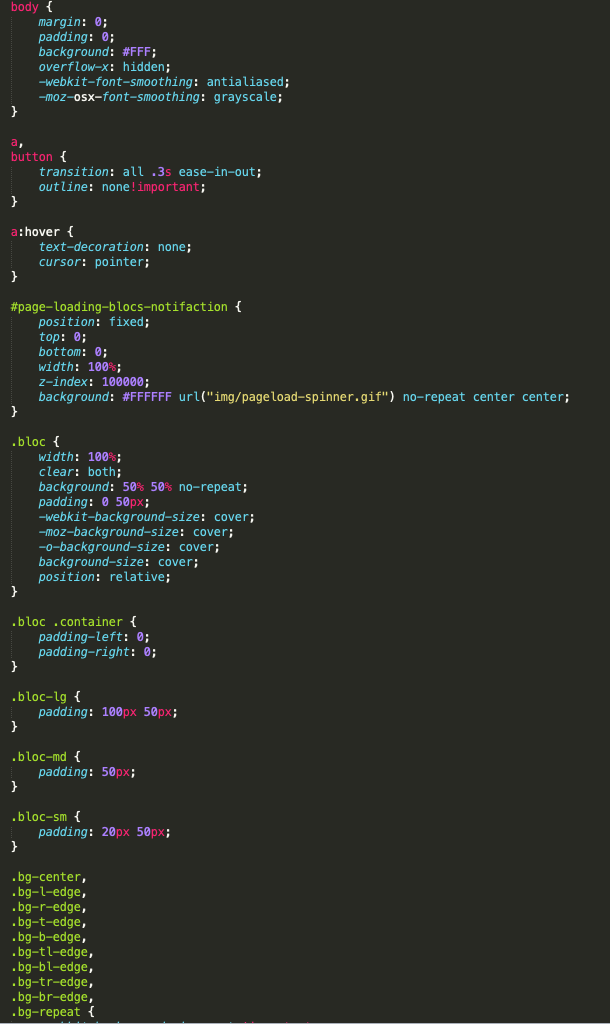 body {
margin: 0;
padding: 0;
background: #FFF;
overflow-x: hidden;
-webkit-font-smoothing: antialiased;
-moz-osx-font-smoothing: grayscale;
}
a,
button {
transition: all .3s ease-in-out;
outline: none!important;
}
a:hover {
text-decoration: none;
cursor: pointer;
}
#page-loading-blocs-notifaction {
position: fixed;
top: 0;
bottom: 0;
width: 100%;
z-index: 100000;
background: #FFFFFF url("img/pageload-spinner.gif") no-repeat center center;
}
.bloc {
width: 100%;
clear: both;
background: 50% 50% no-repeat;
padding: 0 50px;
-webkit-background-size: cover;
-moz-background-size: cover;
-o-background-size: cover;
background-size: cover;
position: relative;
}
.bloc .container {
padding-left: 0;
padding-right: 0;
}
.bloc-lg {
padding: 100px 50px;
}
.bloc-md {
padding: 50px;
}
.bloc-sm {
padding: 20px 50px;
}
.bg-center,
.bg-l-edge,
.bg-r-edge,
.bg-t-edge,
.bg-b-edge,
.bg-tl-edge,
.bg-bl-edge,
.bg-tr-edge,
.bg-br-edge,
.bg-repeat {